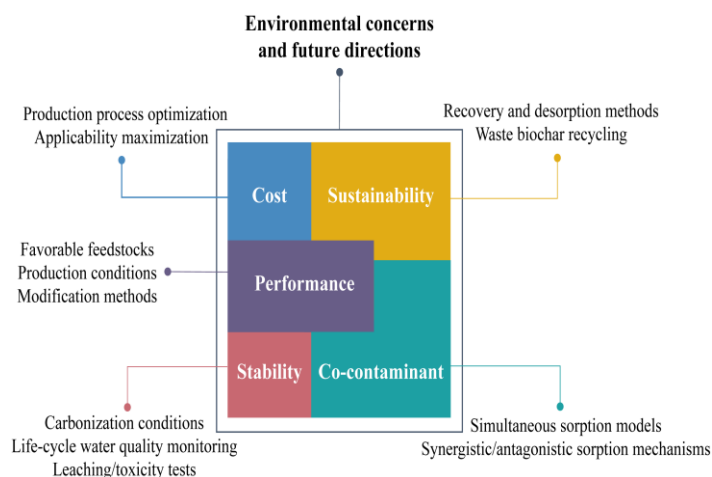 Environmental concerns
and future directions
Production process optimization
Applicability maximization
Recovery and desorption methods
Waste biochar recycling
Cost
Sustainability
Favorable feedstocks
Production conditions
Modification methods
Performance
Stability
Co-contaminant
Carbonization conditions
Life-cycle water quality monitoring
Leaching/toxicity tests
Simultaneous sorption models
Synergistic/antagonistic sorption mechanisms